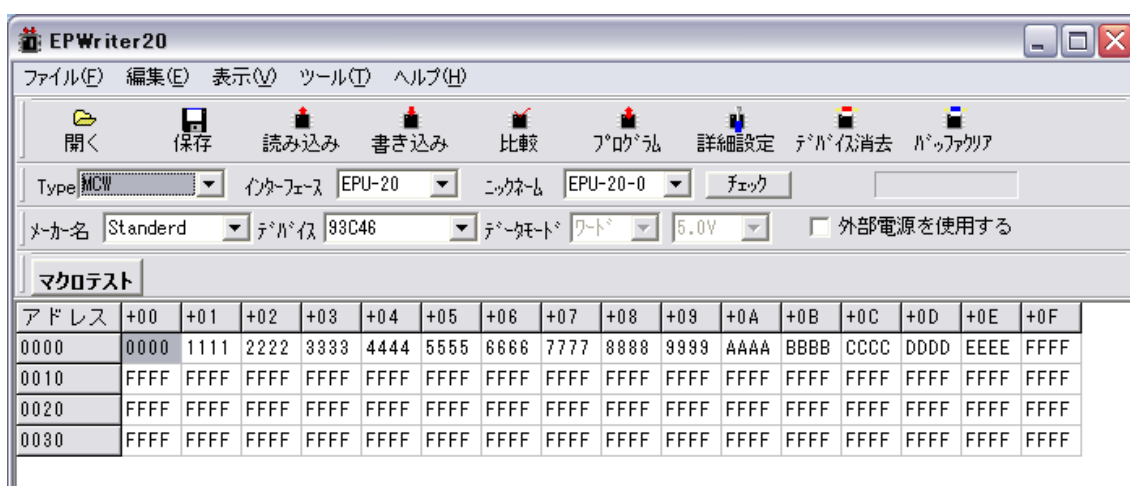 EPWriter20
ファイル(F) 編集(E) 表示(V) ツール(T) ヘルプ(H)
開く 保存 読み込み 書き込み 比較 ﾌﾟﾛｸﾞﾗﾑ 詳細設定 ﾃﾞﾊﾞｲｽ消去 ﾊﾞｯﾌｧｸﾘｱ
Type MCW ｲﾝﾀｰﾌｪｰｽ EPU-20 ﾆｯｸﾈｰﾑ EPU-20-0 ﾁｪｯｸ
ﾒｰｶｰ名 Standerd ﾃﾞﾊﾞｲｽ 93C46 ﾃﾞｰﾀﾓｰﾄﾞ ﾜｰﾄﾞ 5.0V 外部電源を使用する
マクロテスト
アドレス +00 +01 +02 +03 +04 +05 +06 +07 +08 +09 +0A +0B +0C +0D +0E +0F
0000 0000 1111 2222 3333 4444 5555 6666 7777 8888 9999 AAAA BBBB CCCC DDDD EEEE FFFF
0010 FFFF FFFF FFFF FFFF FFFF FFFF FFFF FFFF FFFF FFFF FFFF FFFF FFFF FFFF FFFF FFFF
0020 FFFF FFFF FFFF FFFF FFFF FFFF FFFF FFFF FFFF FFFF FFFF FFFF FFFF FFFF FFFF FFFF
0030 FFFF FFFF FFFF FFFF FFFF FFFF FFFF FFFF FFFF FFFF FFFF FFFF FFFF FFFF FFFF FFFF